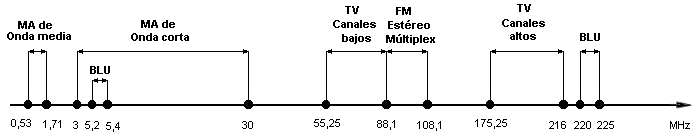 MA de
Onda media
MA de
Onda corta
BLU
TV
Canales
bajos
FM
Estéreo
Múltiplex
TV
Canales
altos
BLU
0,53 1,71 3 5,2 5,4 30 55,25 88,1 108,1 175,25 216 220 225 MHz